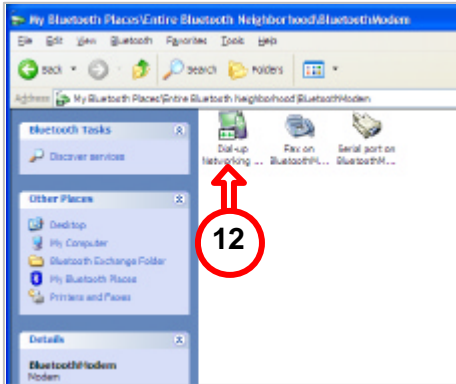 My Bluetooth Places\Entire Bluetooth Neighborhood\BluetoothModem
File Edit View Bluetooth Favorites Tools Help
Back Search Folders
Address My Bluetooth Places\Entire Bluetooth Neighborhood\BluetoothModem
Bluetooth Tasks
Discover services
Dial-up Networking ...
Fax on BluetoothM...
Serial port on BluetoothM...
12
Other Places
Desktop
My Computer
Bluetooth Exchange Folder
My Bluetooth Places
Printers and Faxes
Details
BluetoothModem
Modem